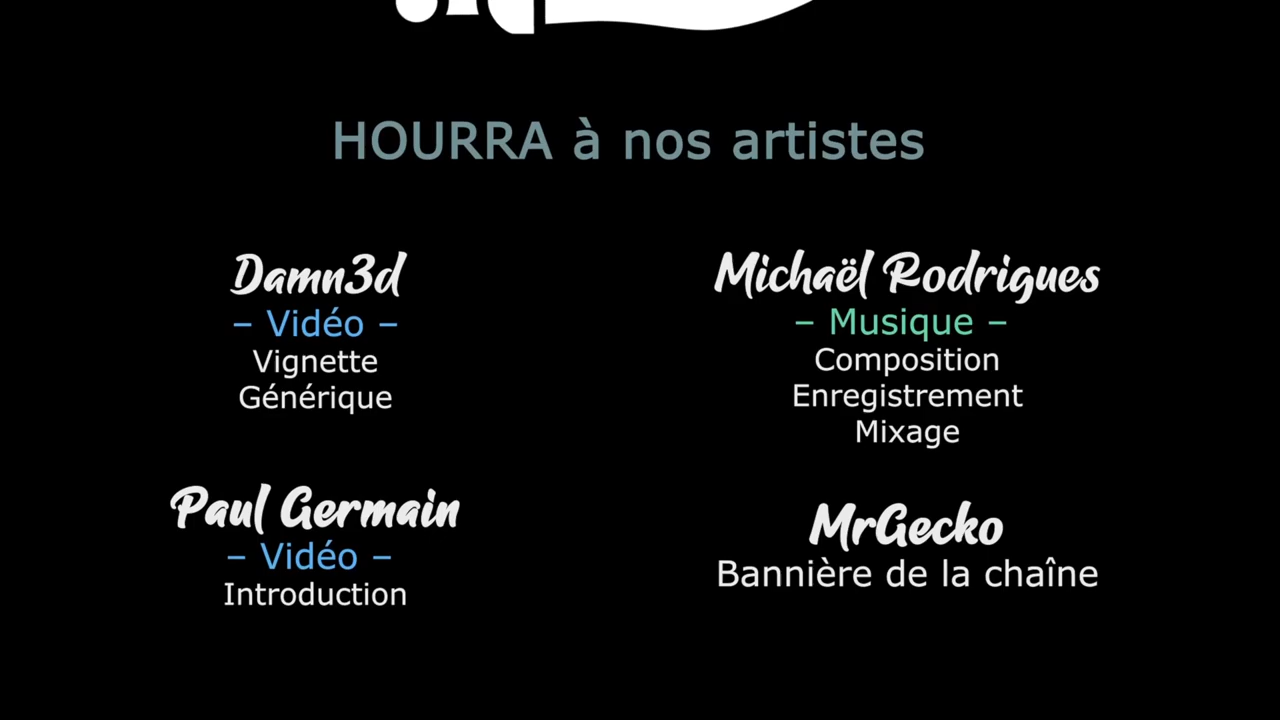 HOURRA à nos artistes
Damn3d
– Vidéo –
Vignette
Générique
Michaël Rodrigues
– Musique –
Composition
Enregistrement
Mixage
Paul Germain
– Vidéo –
Introduction
MrGecko
Bannière de la chaîne